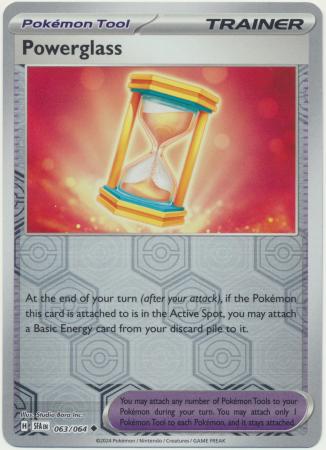 Pokémon Tool
TRAINER
Powerglass
At the end of your turn (after your attack), if the Pokémon
this card is attached to is in the Active Spot, you may attach
a Basic Energy card from your discard pile to it.
Illus. Studio Bora Inc.
H SFA EN 063/064 ◆
You may attach any number of Pokémon Tools to your
Pokémon during your turn. You may attach only 1
Pokémon Tool to each Pokémon, and it stays attached.
©2024 Pokémon / Nintendo / Creatures / GAME FREAK